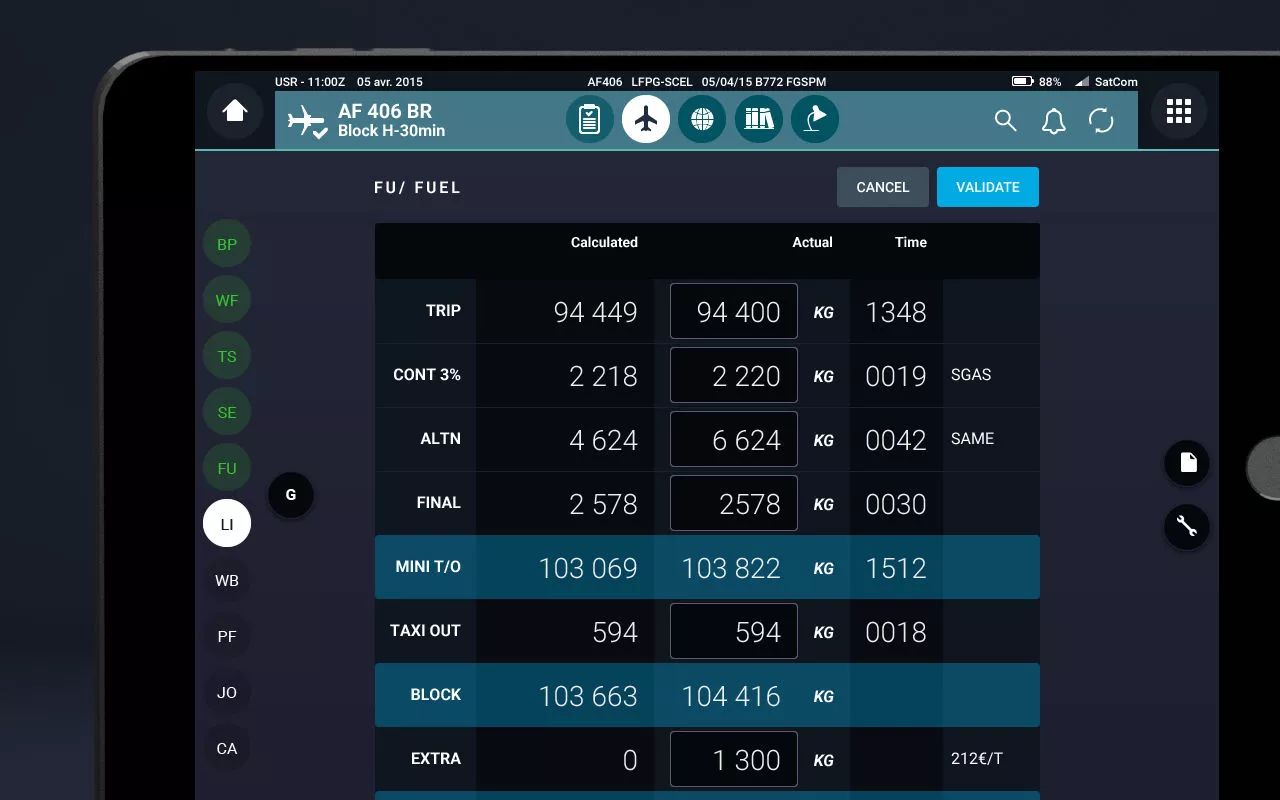 USR - 11:00Z 05 avr. 2015 AF406 LFPG-SCEL 05/04/15 B772 FGSPM 88% SatCom
AF 406 BR
Block H-30min
FU/ FUEL CANCEL VALIDATE
Calculated Actual Time
TRIP 94 449 94 400 KG 1348
CONT 3% 2 218 2 220 KG 0019 SGAS
ALTN 4 624 6 624 KG 0042 SAME
FINAL 2 578 2578 KG 0030
MINI T/O 103 069 103 822 KG 1512
TAXI OUT 594 594 KG 0018
BLOCK 103 663 104 416 KG
EXTRA 0 1 300 KG 212€/T
BP
WF
TS
SE
FU
G
LI
WB
PF
JO
CA